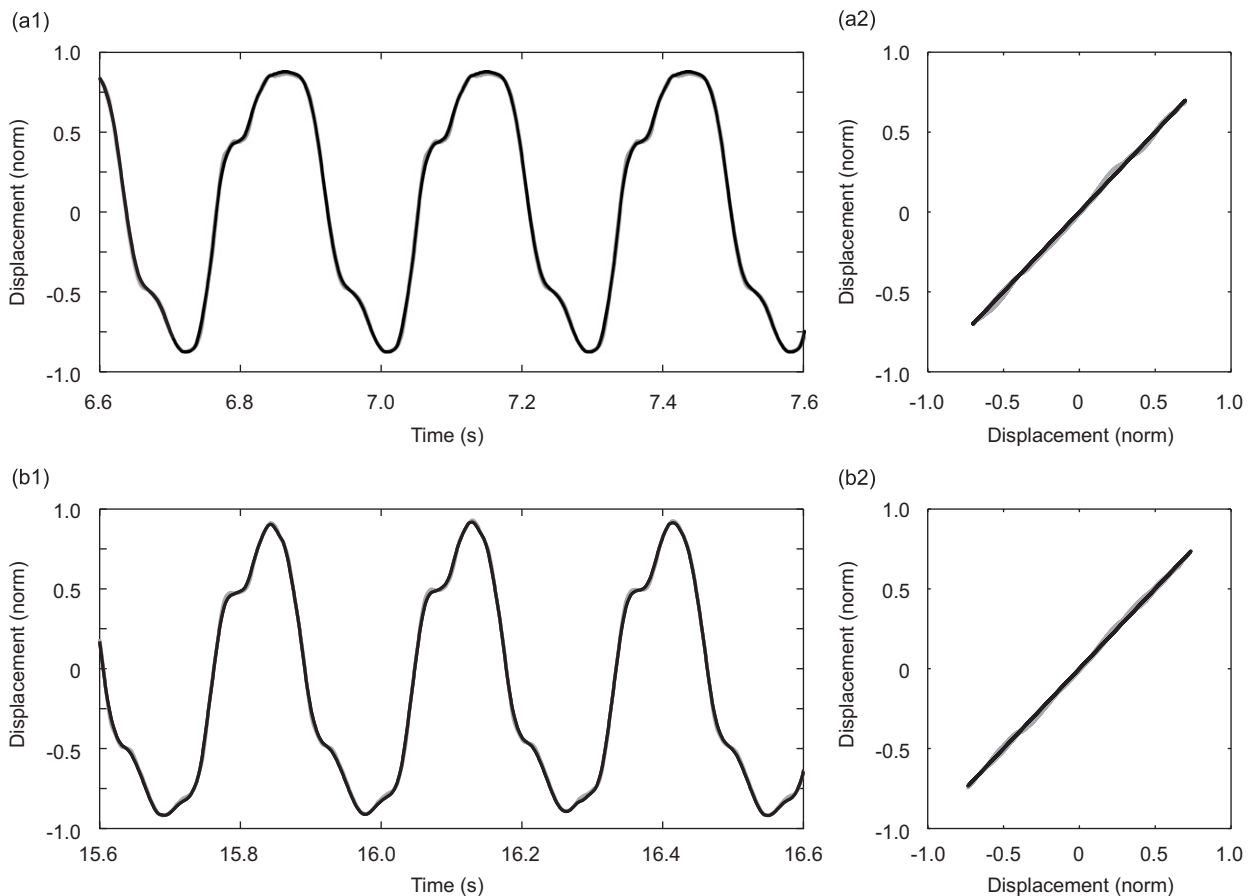 (a1)
1.0
0.5
0
-0.5
-1.0
Displacement (norm)
6.6 6.8 7.0 7.2 7.4 7.6
Time (s)
(a2)
1.0
0.5
0
-0.5
-1.0
Displacement (norm)
-1.0 -0.5 0 0.5 1.0
Displacement (norm)
(b1)
1.0
0.5
0
-0.5
-1.0
Displacement (norm)
15.6 15.8 16.0 16.2 16.4 16.6
Time (s)
(b2)
1.0
0.5
0
-0.5
-1.0
Displacement (norm)
-1.0 -0.5 0 0.5 1.0
Displacement (norm)